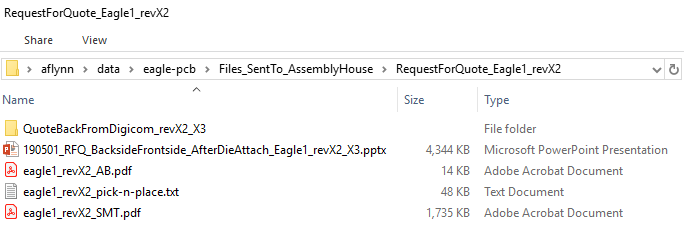 RequestForQuote_Eagle1_revX2
Share View
aflynn > data > eagle-pcb > Files_SentTo_AssemblyHouse > RequestForQuote_Eagle1_revX2
Name Size Type
QuoteBackFromDigicom_revX2_X3 File folder
190501_RFQ_BacksideFrontside_AfterDieAttach_Eagle1_revX2_X3.pptx 4,344 KB Microsoft PowerPoint Presentation
eagle1_revX2_AB.pdf 14 KB Adobe Acrobat Document
eagle1_revX2_pick-n-place.txt 48 KB Text Document
eagle1_revX2_SMT.pdf 1,735 KB Adobe Acrobat Document